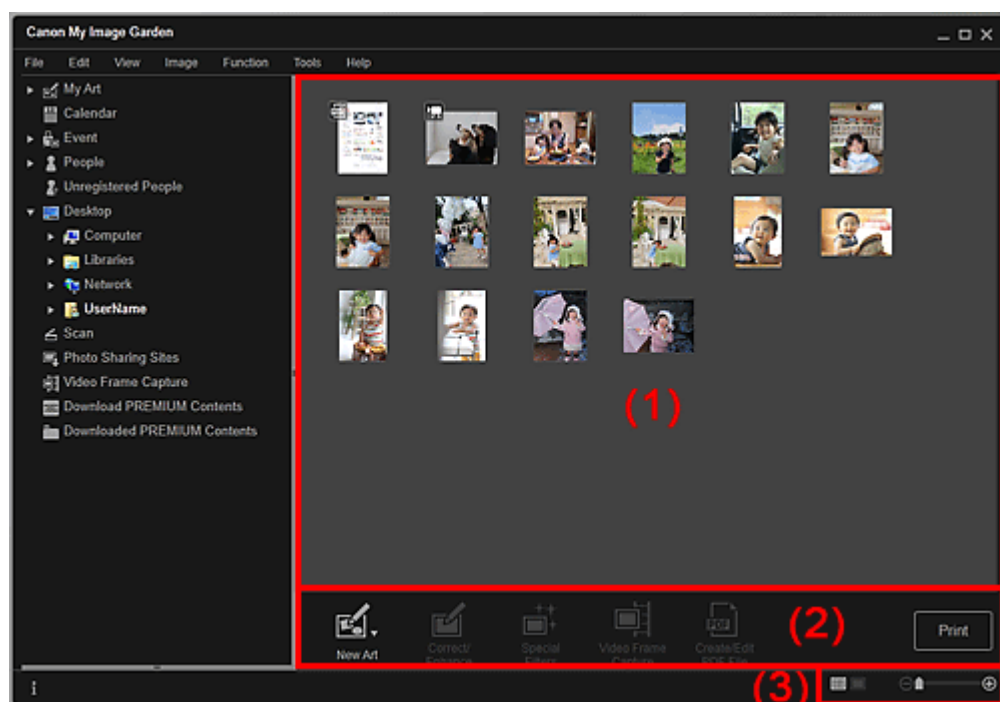 Canon My Image Garden
File Edit View Image Function Tools Help
My Art
Calendar
Event
People
Unregistered People
Desktop
Computer
Libraries
Network
UserName
Scan
Photo Sharing Sites
Video Frame Capture
Download PREMIUM Contents
Downloaded PREMIUM Contents
(1)
New Art
Correct/
Enhance
Special
Filters
Video Frame
Capture
Create/Edit
PDF File
PDF
(2)
Print
(3)